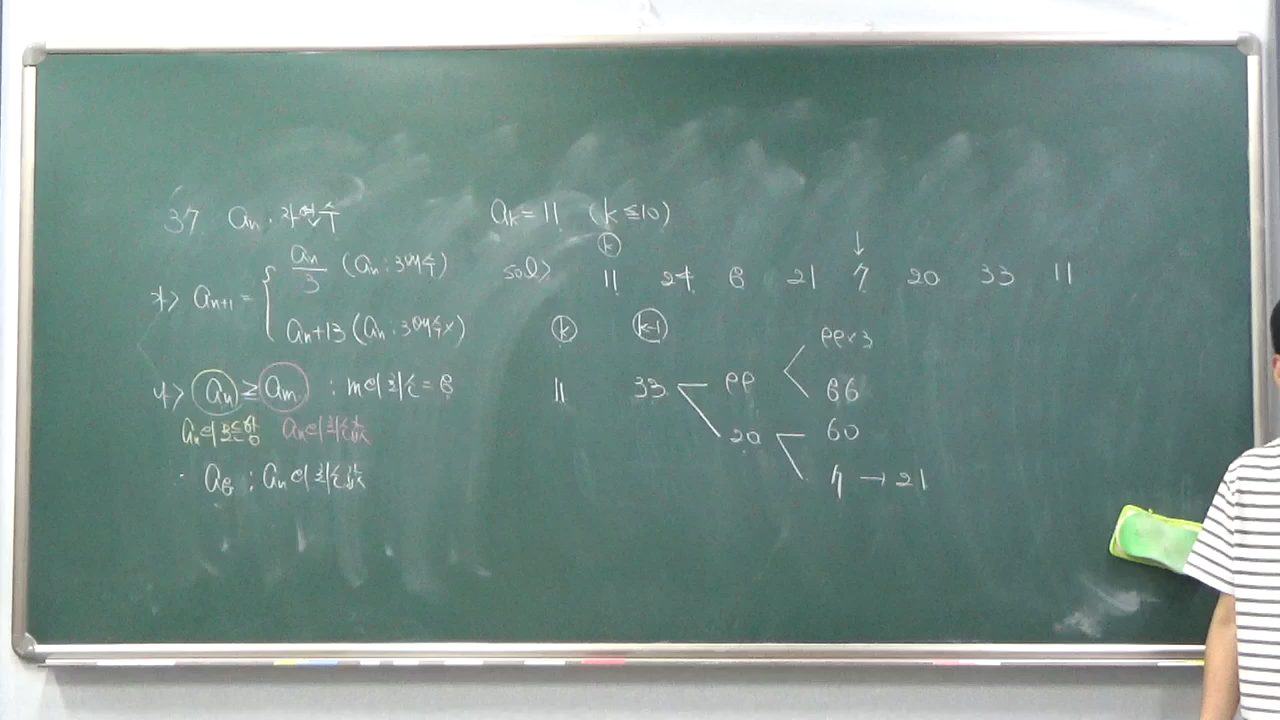 37 aₙ : 자연수
가> aₙ₊₁ = { aₙ/3 (aₙ : 3의 배수)
aₙ+13 (aₙ : 3의 배수x)
나> aₙ ≥ aₘ : m의 최소 = 8
aₙ의 모든항 aₙ의 최솟값
∴ a₈ : aₙ의 최솟값
aₖ = 11 (k ≤ 10)
ⓚ ↓
sol> 11 24 8 21 7 20 33 11
ⓚ (k-1)
99×3
11 33 99 66
20 60
7 → 21